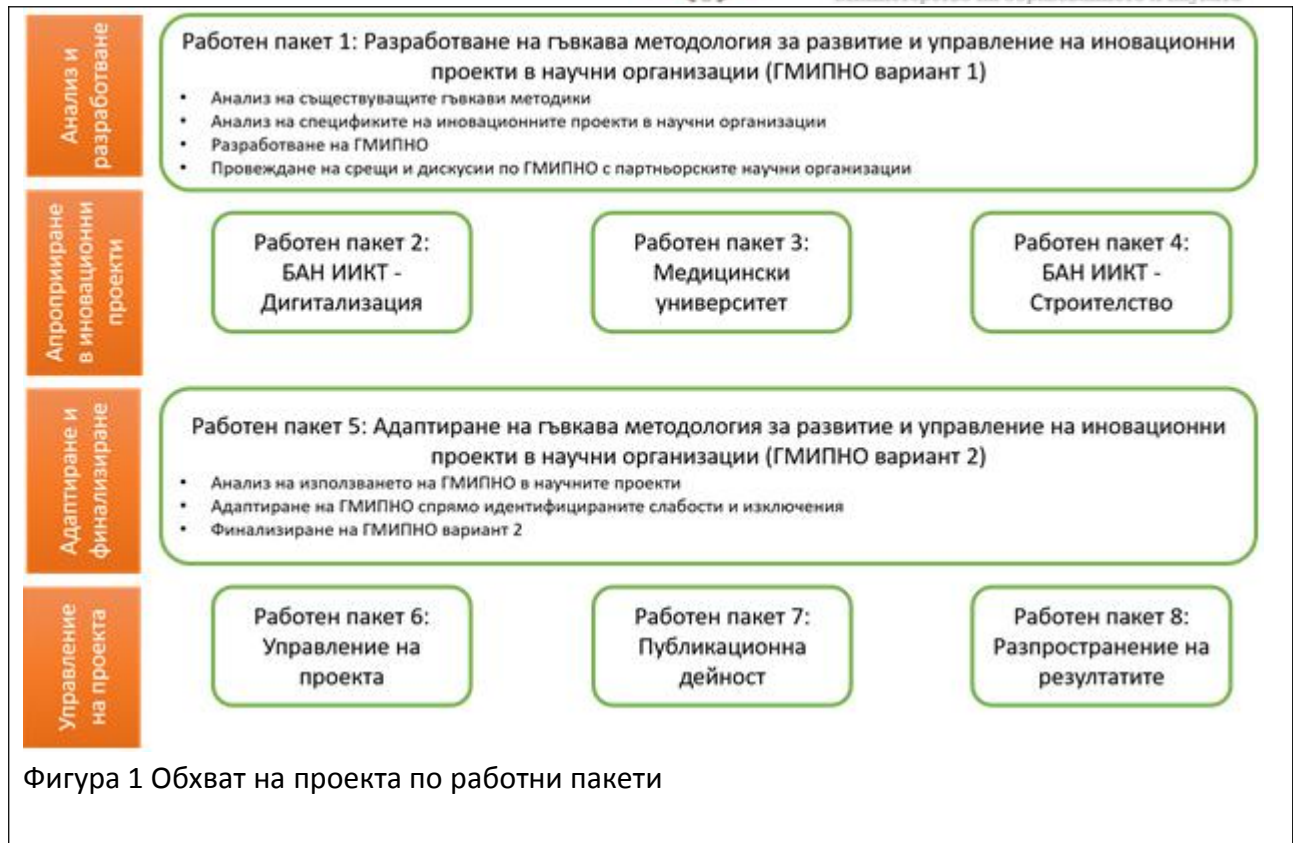 Анализ и
разработване
Работен пакет 1: Разработване на гъвкава методология за развитие и управление на иновационни
проекти в научни организации (ГМИПНО вариант 1)
• Анализ на съществуващите гъвкави методики
• Анализ на спецификите на иновационните проекти в научни организации
• Разработване на ГМИПНО
• Провеждане на срещи и дискусии по ГМИПНО с партньорските научни организации
Апроприиране
в иновационни
проекти
Работен пакет 2:
БАН ИИКТ -
Дигитализация
Работен пакет 3:
Медицински
университет
Работен пакет 4:
БАН ИИКТ -
Строителство
Адаптиране и
финализиране
Работен пакет 5: Адаптиране на гъвкава методология за развитие и управление на иновационни
проекти в научни организации (ГМИПНО вариант 2)
• Анализ на използването на ГМИПНО в научните проекти
• Адаптиране на ГМИПНО спрямо идентифицираните слабости и изключения
• Финализиране на ГМИПНО вариант 2
Управление
на проекта
Работен пакет 6:
Управление на
проекта
Работен пакет 7:
Публикационна
дейност
Работен пакет 8:
Разпространение на
резултатите
Фигура 1 Обхват на проекта по работни пакети